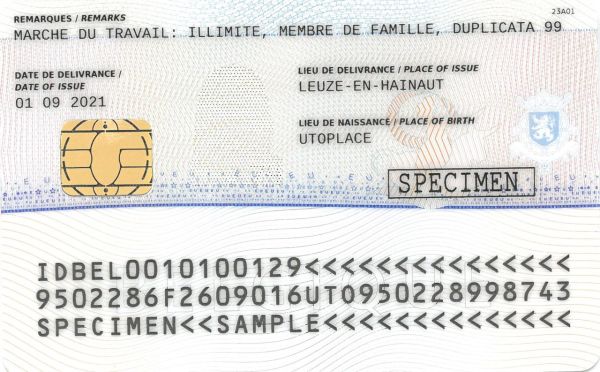 REMARQUES / REMARKS
23A01
MARCHE DU TRAVAIL: ILLIMITE, MEMBRE DE FAMILLE, DUPLICATA 99
DATE DE DELIVRANCE /
DATE OF ISSUE
01 09 2021
LIEU DE DELIVRANCE / PLACE OF ISSUE
LEUZE-EN-HAINAUT
LIEU DE NAISSANCE / PLACE OF BIRTH
UTOPLACE
SPECIMEN
IDBEL0010100129<<<<<<<<<<<<<<<
9502286F2609016UTO950228998743
SPECIMEN<<SAMPLE<<<<<<<<<<<<<<